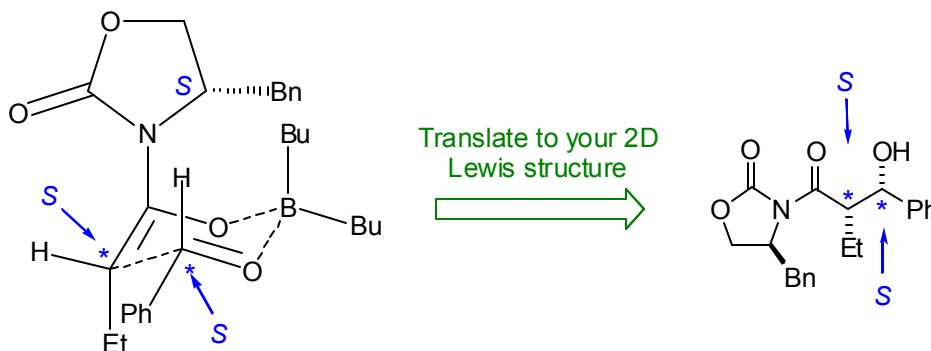 O
S
Bn
O
N
Bu
H
S
O
B
Bu
H
O
Ph
S
Et
Translate to your 2D
Lewis structure
S
O
O
OH
O
N
*
*
Ph
Et
Bn
S
*
*